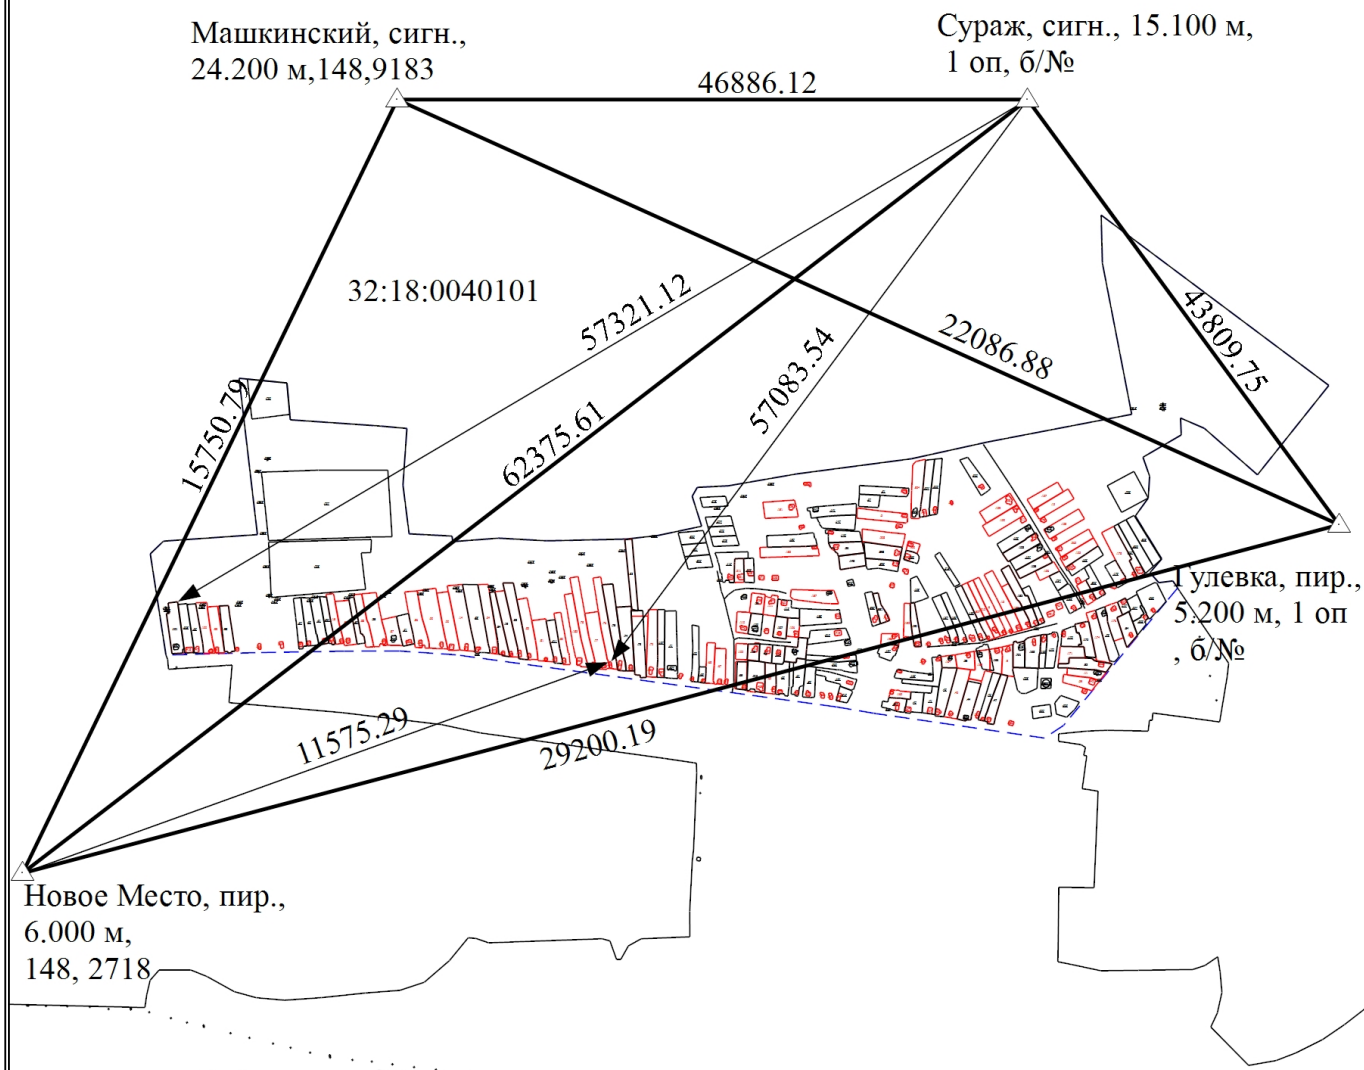 Машкинский, сигн.,
24.200 м,148,9183
Сураж, сигн., 15.100 м,
1 оп, б/№
46886.12
32:18:0040101
57321.12
57083.54
22086.88
43809.75
15750.79
62375.61
Гулевка, пир.,
5.200 м, 1 оп
, б/№
11575.29
29200.19
Новое Место, пир.,
6.000 м,
148, 2718